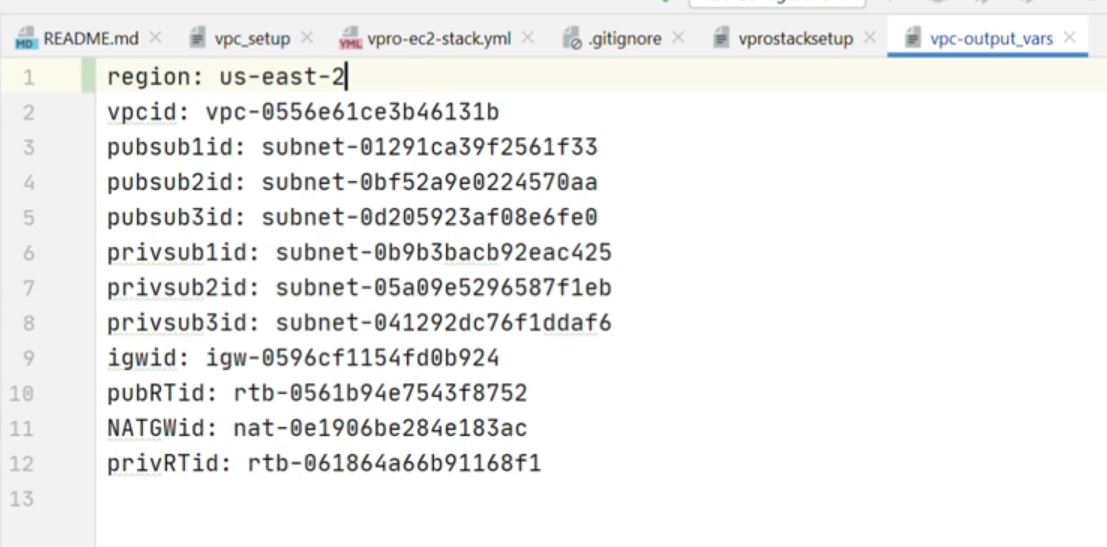 README.md vpc_setup vpro-ec2-stack.yml .gitignore vprostacksetup vpc-output_vars
1 region: us-east-2
2 vpcid: vpc-0556e61ce3b46131b
3 pubsub1id: subnet-01291ca39f2561f33
4 pubsub2id: subnet-0bf52a9e0224570aa
5 pubsub3id: subnet-0d205923af08e6fe0
6 privsub1id: subnet-0b9b3bacb92eac425
7 privsub2id: subnet-05a09e5296587f1eb
8 privsub3id: subnet-041292dc76f1ddaf6
9 igwid: igw-0596cf1154fd0b924
10 pubRTid: rtb-0561b94e7543f8752
11 NATGWid: nat-0e1906be284e183ac
12 privRTid: rtb-061864a66b91168f1
13